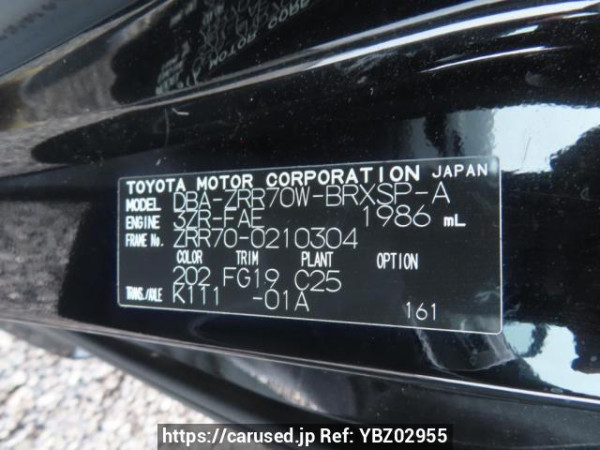 TOYOTA MOTOR CORPORATION JAPAN
MODEL DBA-ZRR70W-BRXSP-A
ENGINE 3ZR-FAE 1986 mL
FRAME No. ZRR70-0210304
COLOR TRIM PLANT OPTION
202 FG19 C25
TRANS./AXLE K111 -01A
161
https://carused.jp Ref: YBZ02955